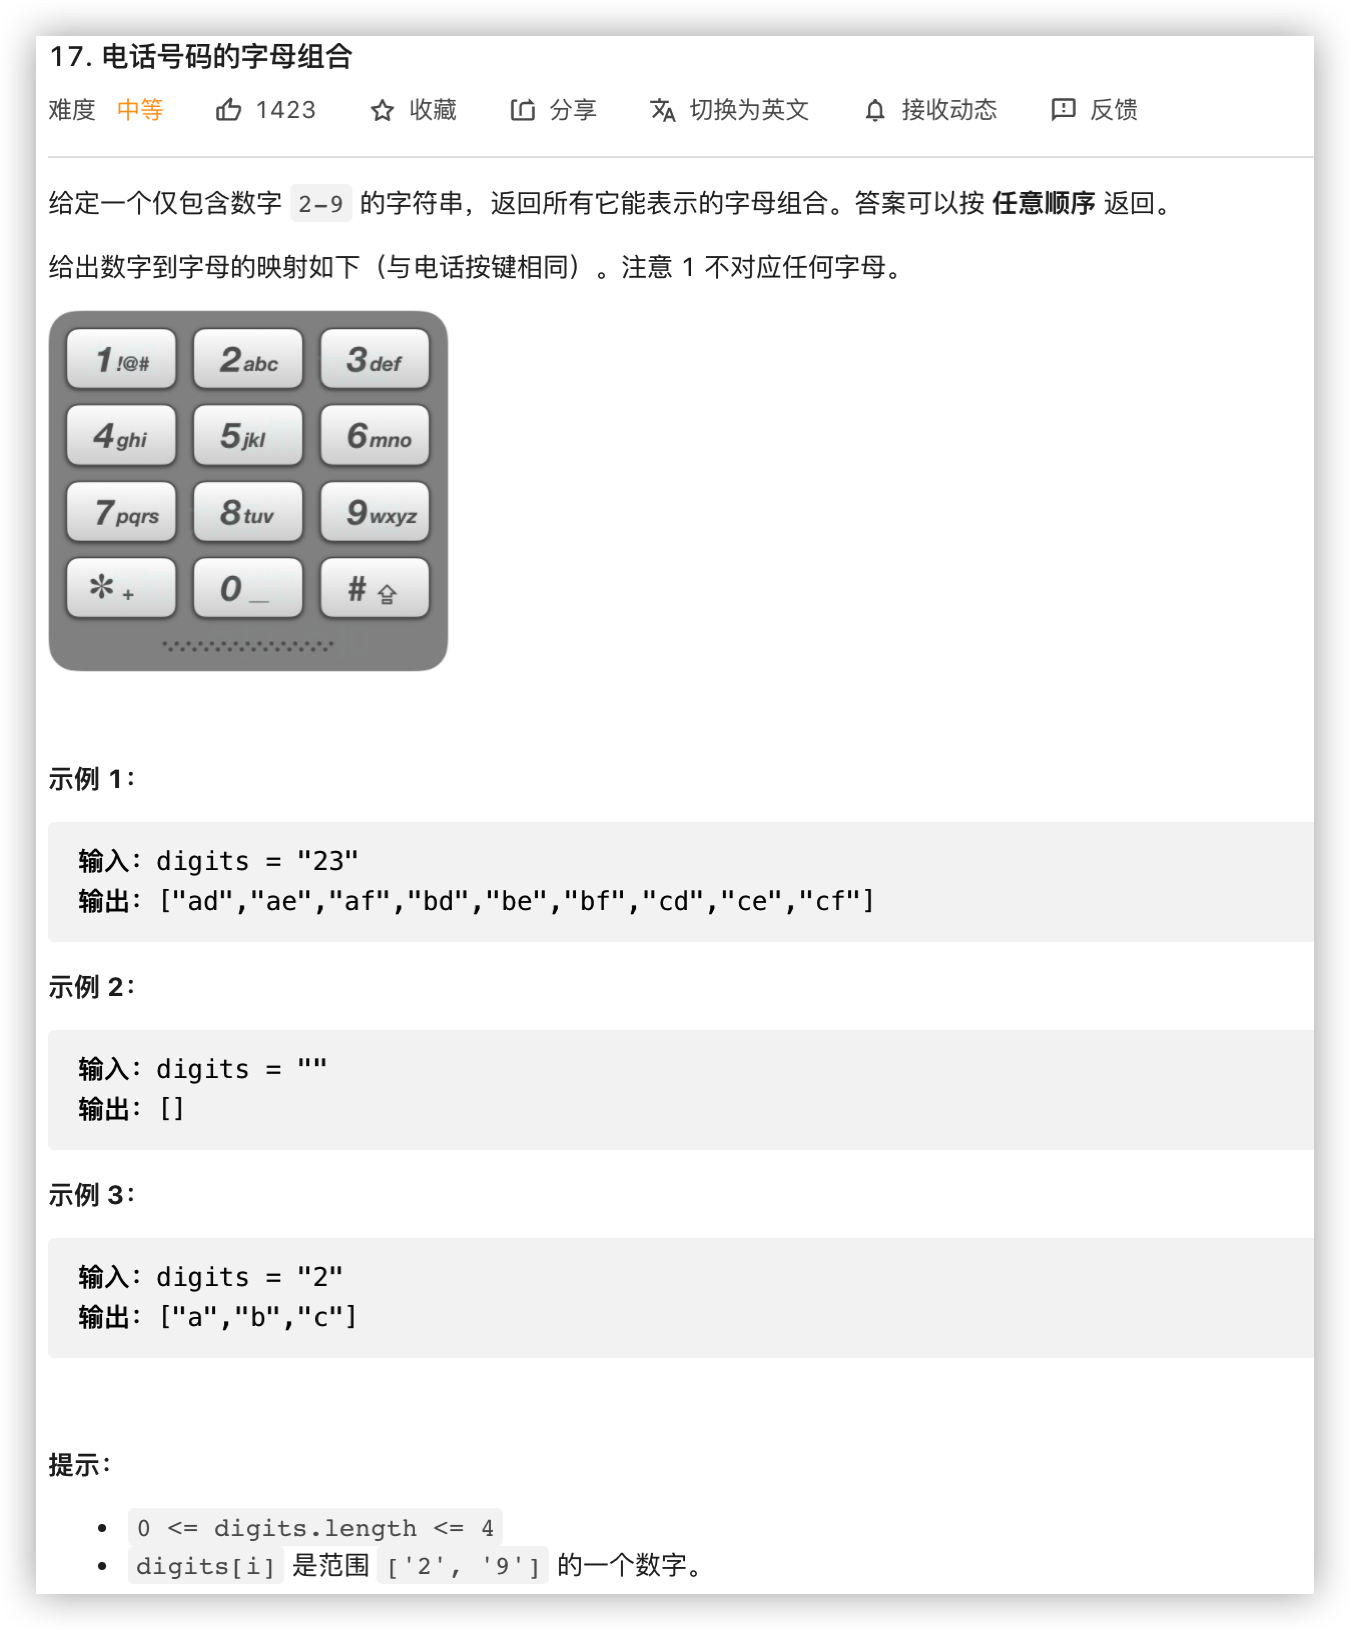 17. 电话号码的字母组合
难度 中等 1423 收藏 分享 切换为英文 接收动态 反馈
给定一个仅包含数字 2-9 的字符串，返回所有它能表示的字母组合。答案可以按 任意顺序 返回。
给出数字到字母的映射如下（与电话按键相同）。注意 1 不对应任何字母。
1 !@# 2 abc 3 def
4 ghi 5 jkl 6 mno
7 pqrs 8 tuv 9 wxyz
* + 0 _ #
示例 1：
输入：digits = "23"
输出：["ad","ae","af","bd","be","bf","cd","ce","cf"]
示例 2：
输入：digits = ""
输出：[]
示例 3：
输入：digits = "2"
输出：["a","b","c"]
提示：
0 <= digits.length <= 4
digits[i] 是范围 ['2', '9'] 的一个数字。